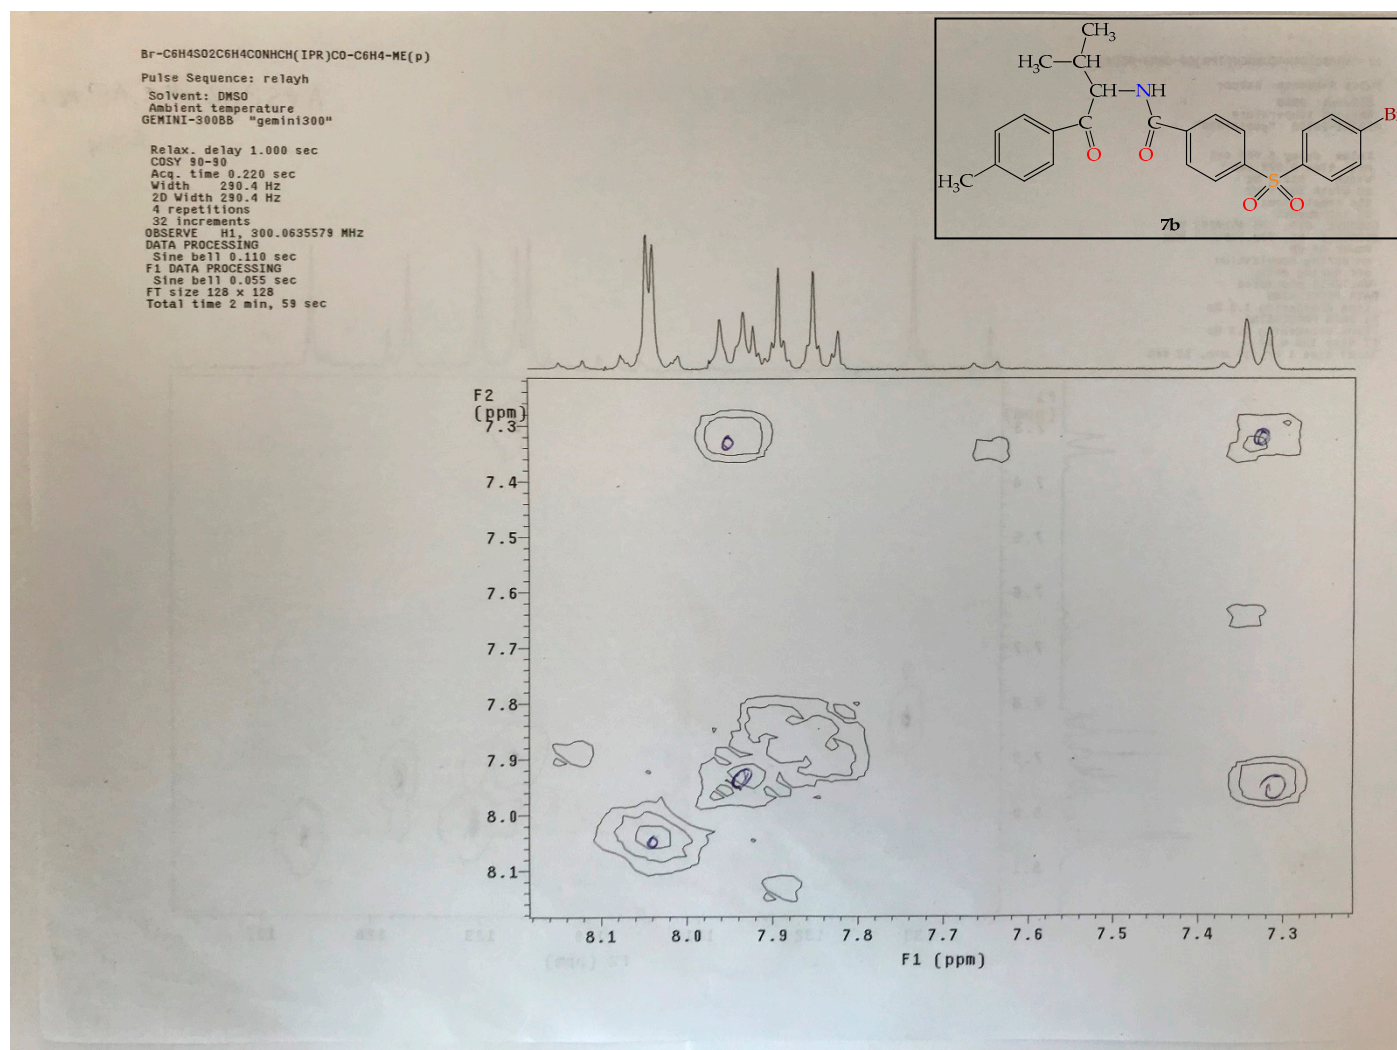 Br-C6H4SO2C6H4CONHCH(IPR)CO-C6H4-ME(p)
Pulse Sequence: relayh
Solvent: DMSO
Ambient temperature
GEMINI-300BB "gemini300"
Relax. delay 1.000 sec
COSY 90-90
Acq. time 0.220 sec
Width 290.4 Hz
2D Width 290.4 Hz
4 repetitions
32 increments
OBSERVE H1, 300.0635579 MHz
DATA PROCESSING
Sine bell 0.110 sec
F1 DATA PROCESSING
Sine bell 0.055 sec
FT size 128 x 128
Total time 2 min, 59 sec
CH3
H3C CH
CH NH
C C
O O
H3C
S
O O
7b
F2
(ppm)
7.3
7.4
7.5
7.6
7.7
7.8
7.9
8.0
8.1
8.1 8.0 7.9 7.8 7.7 7.6 7.5 7.4 7.3
F1 (ppm)